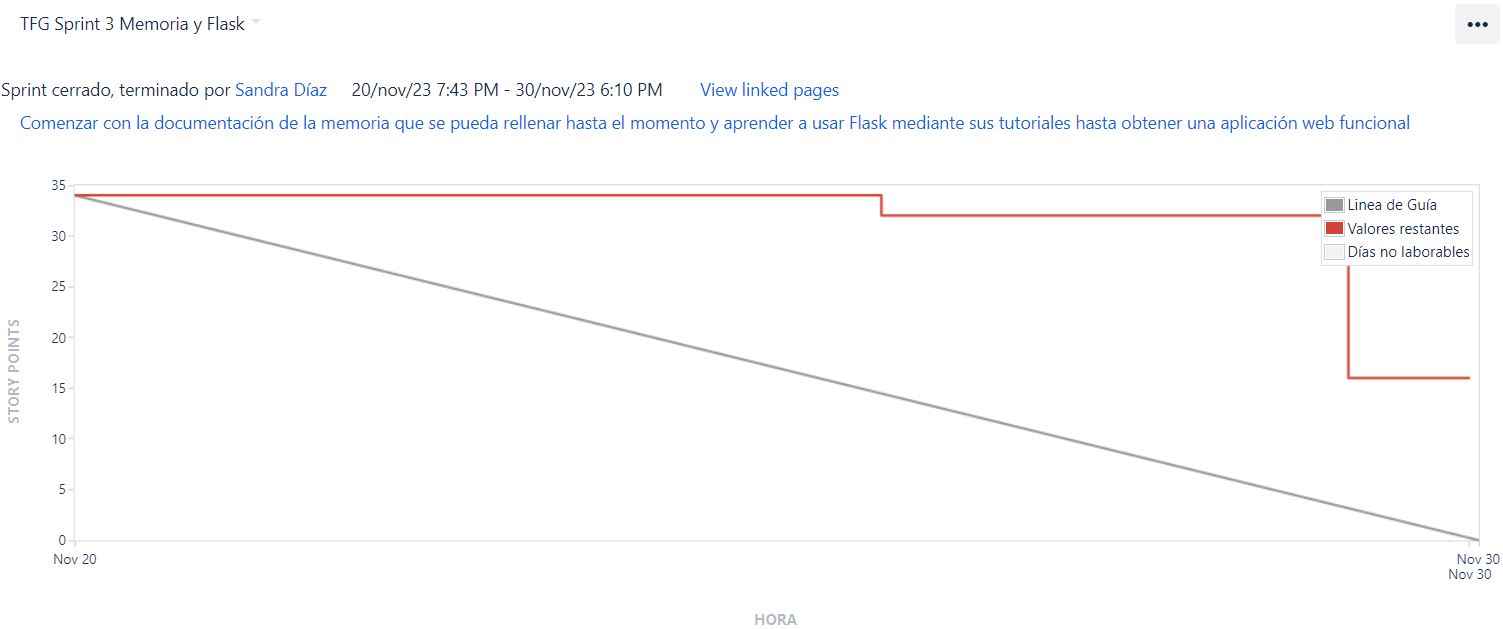 TFG Sprint 3 Memoria y Flask
Sprint cerrado, terminado por Sandra Díaz 20/nov/23 7:43 PM - 30/nov/23 6:10 PM View linked pages
Comenzar con la documentación de la memoria que se pueda rellenar hasta el momento y aprender a usar Flask mediante sus tutoriales hasta obtener una aplicación web funcional
35
30
25
20
15
10
5
0
STORY POINTS
Linea de Guía
Valores restantes
Días no laborables
Nov 20
Nov 30
Nov 30
HORA